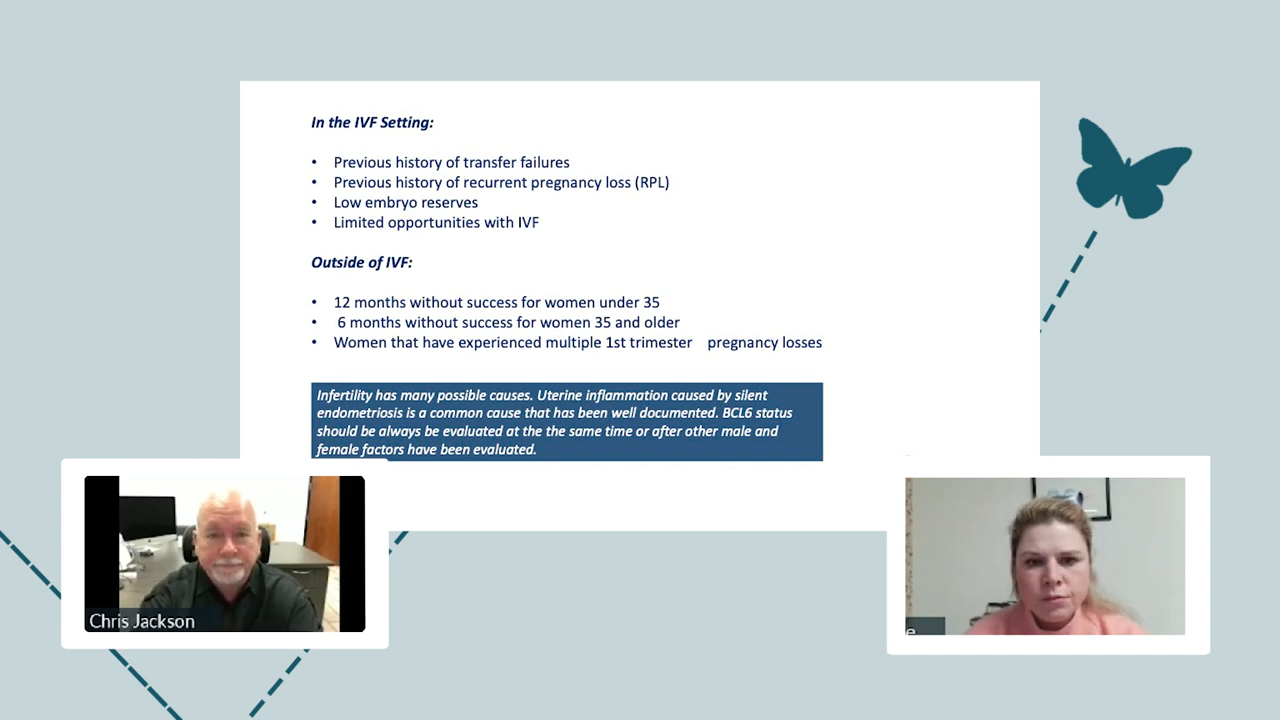 In the IVF Setting:
• Previous history of transfer failures
• Previous history of recurrent pregnancy loss (RPL)
• Low embryo reserves
• Limited opportunities with IVF
Outside of IVF:
• 12 months without success for women under 35
• 6 months without success for women 35 and older
• Women that have experienced multiple 1st trimester pregnancy losses
Infertility has many possible causes. Uterine inflammation caused by silent
endometriosis is a common cause that has been well documented. BCL6 status
should be always be evaluated at the the same time or after other male and
female factors have been evaluated.
Chris Jackson
e